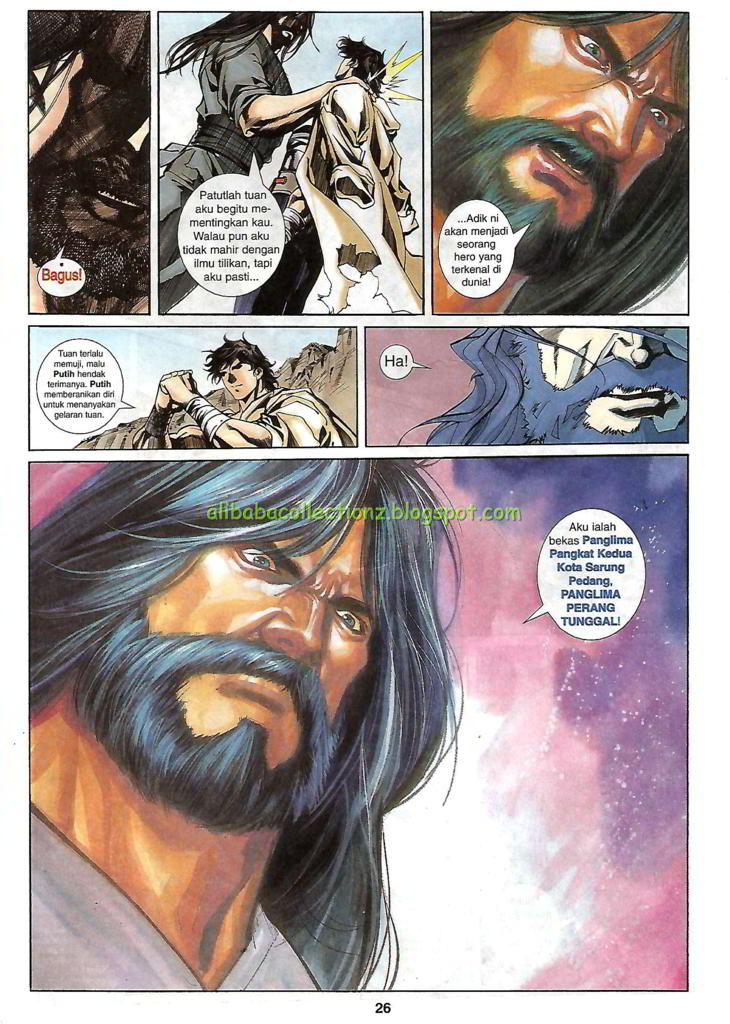 Bagus!
Patutlah tuan
aku begitu me-
mentingkan kau.
Walau pun aku
tidak mahir dengan
ilmu tilikan, tapi
aku pasti...
...Adik ni
akan menjadi
seorang
hero yang
terkenal di
dunia!
Tuan terlalu
memuji, malu
Putih hendak
terimanya. Putih
memberanikan diri
untuk menanyakan
gelaran tuan.
Ha!
alibabacollectionz.blogspot.com
Aku ialah
bekas Panglima
Pangkat Kedua
Kota Sarung
Pedang,
PANGLIMA
PERANG
TUNGGAL!
26